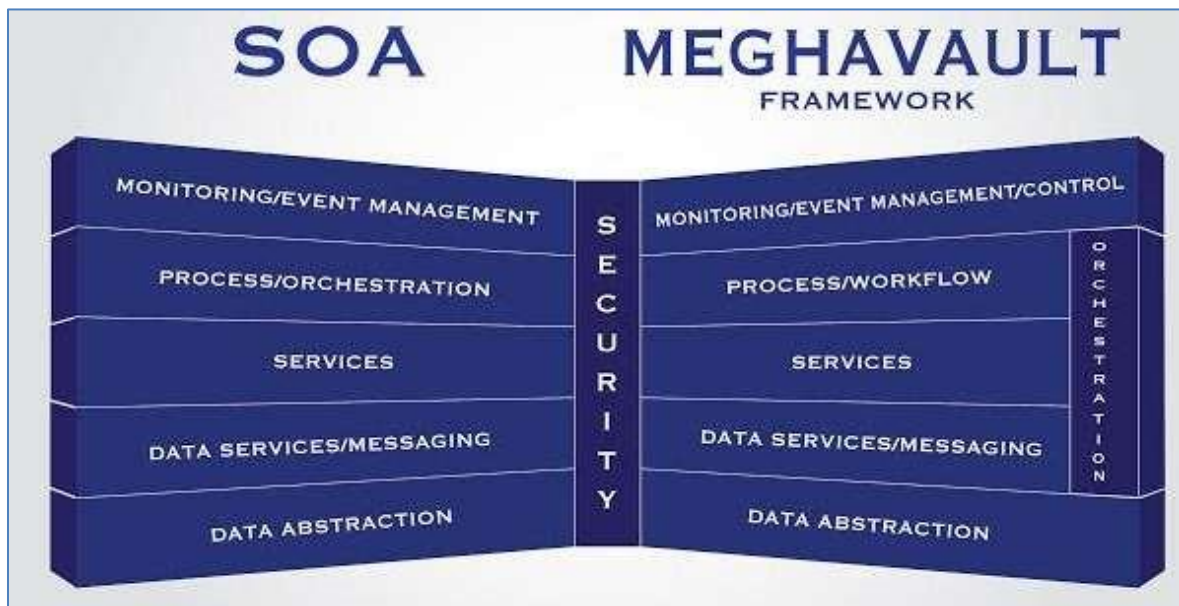 SOA
MEGHAVAULT
FRAMEWORK
MONITORING/EVENT MANAGEMENT
PROCESS/ORCHESTRATION
SERVICES
DATA SERVICES/MESSAGING
DATA ABSTRACTION
SECURITY
MONITORING/EVENT MANAGEMENT/CONTROL
PROCESS/WORKFLOW
SERVICES
DATA SERVICES/MESSAGING
DATA ABSTRACTION
ORCHESTRATION